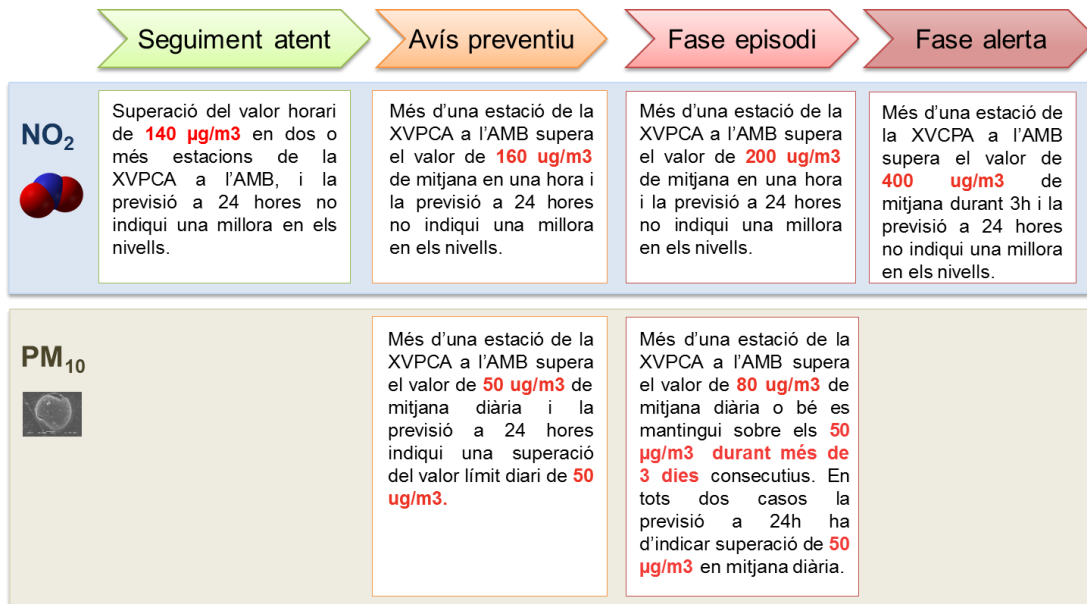 Seguiment atent
Avís preventiu
Fase episodi
Fase alerta
NO2
Superació del valor horari
de 140 µg/m3 en dos o
més estacions de la
XVPCA a l’AMB, i la
previsió a 24 hores no
indiqui una millora en els
nivells.
Més d’una estació de la
XVPCA a l’AMB supera
el valor de 160 ug/m3
de mitjana en una hora i
la previsió a 24 hores
no indiqui una millora
en els nivells.
Més d’una estació de la
XVPCA a l’AMB supera
el valor de 200 ug/m3
de mitjana en una hora
i la previsió a 24 hores
no indiqui una millora
en els nivells.
Més d’una estació de
la XVCPA a l’AMB
supera el valor de
400 ug/m3 de
mitjana durant 3h i la
previsió a 24 hores
no indiqui una millora
en els nivells.
PM10
Més d’una estació de la
XVPCA a l’AMB supera
el valor de 50 ug/m3 de
mitjana diària i la
previsió a 24 hores
indiqui una superació
del valor límit diari de 50
ug/m3.
Més d’una estació de la
XVPCA a l’AMB supera
el valor de 80 ug/m3 de
mitjana diària o bé es
mantingui sobre els 50
µg/m3 durant més de
3 dies consecutius. En
tots dos casos la
previsió a 24h ha
d’indicar superació de 50
µg/m3 en mitjana diària.